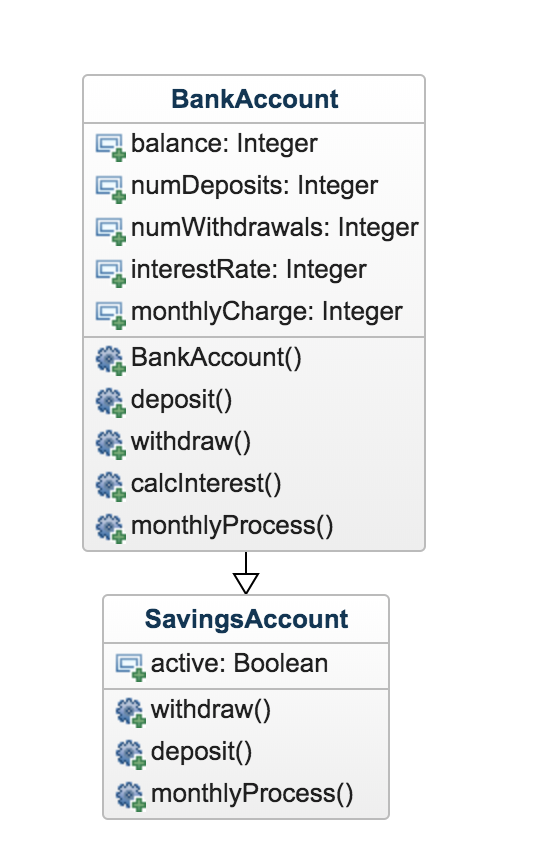 BankAccount
balance: Integer
numDeposits: Integer
numWithdrawals: Integer
interestRate: Integer
monthlyCharge: Integer
BankAccount()
deposit()
withdraw()
calcInterest()
monthlyProcess()
SavingsAccount
active: Boolean
withdraw()
deposit()
monthlyProcess()